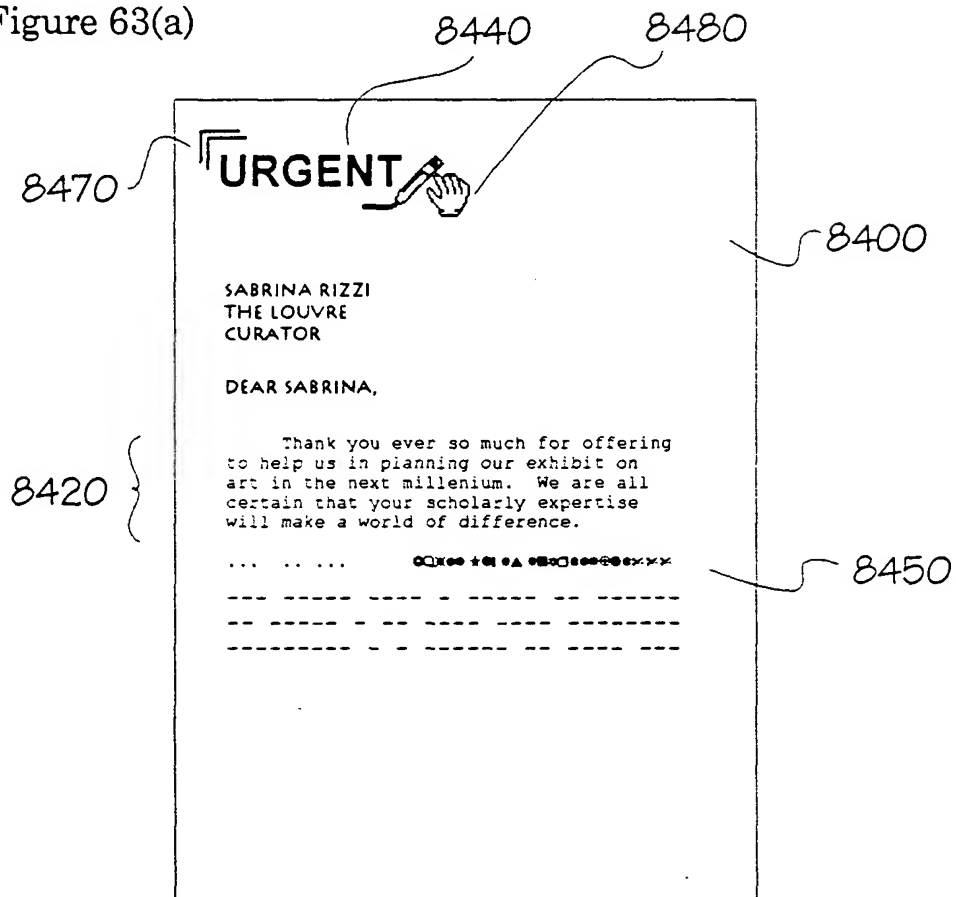 Figure 63(a)
8440
8480
8470
URGENT
8400
SABRINA RIZZI
THE LOUVRE
CURATOR
DEAR SABRINA,
Thank you ever so much for offering
to help us in planning our exhibit on
art in the next millenium. We are all
certain that your scholarly expertise
will make a world of difference.
8420
8450